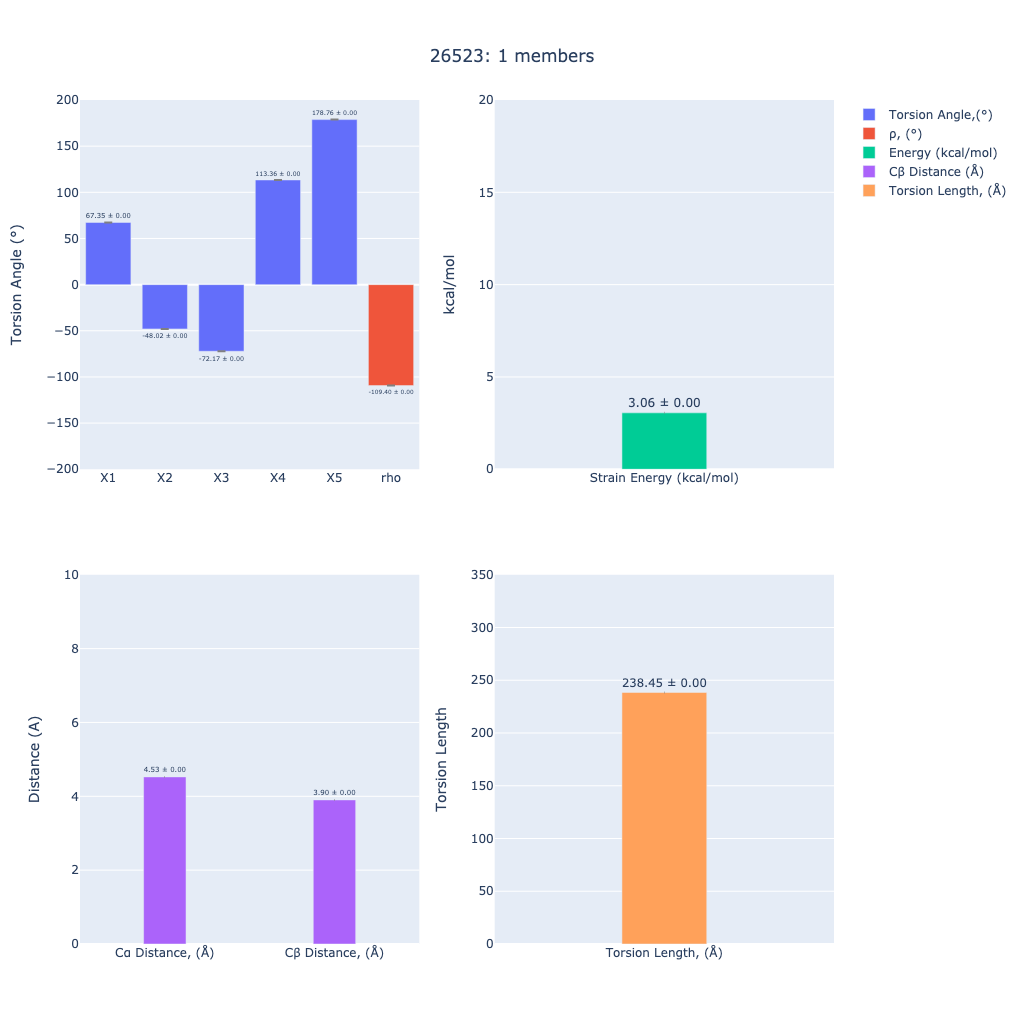 26523: 1 members
Torsion Angle (°)
200
150
100
50
0
−50
−100
−150
−200
67.35 ± 0.00
-48.02 ± 0.00
-72.17 ± 0.00
113.36 ± 0.00
178.76 ± 0.00
-109.40 ± 0.00
X1
X2
X3
X4
X5
rho
kcal/mol
20
15
10
5
0
3.06 ± 0.00
Strain Energy (kcal/mol)
Torsion Angle,(°)
ρ, (°)
Energy (kcal/mol)
Cβ Distance (Å)
Torsion Length, (Å)
Distance (A)
10
8
6
4
2
0
4.53 ± 0.00
3.90 ± 0.00
Cα Distance, (Å)
Cβ Distance, (Å)
Torsion Length
350
300
250
200
150
100
50
0
238.45 ± 0.00
Torsion Length, (Å)